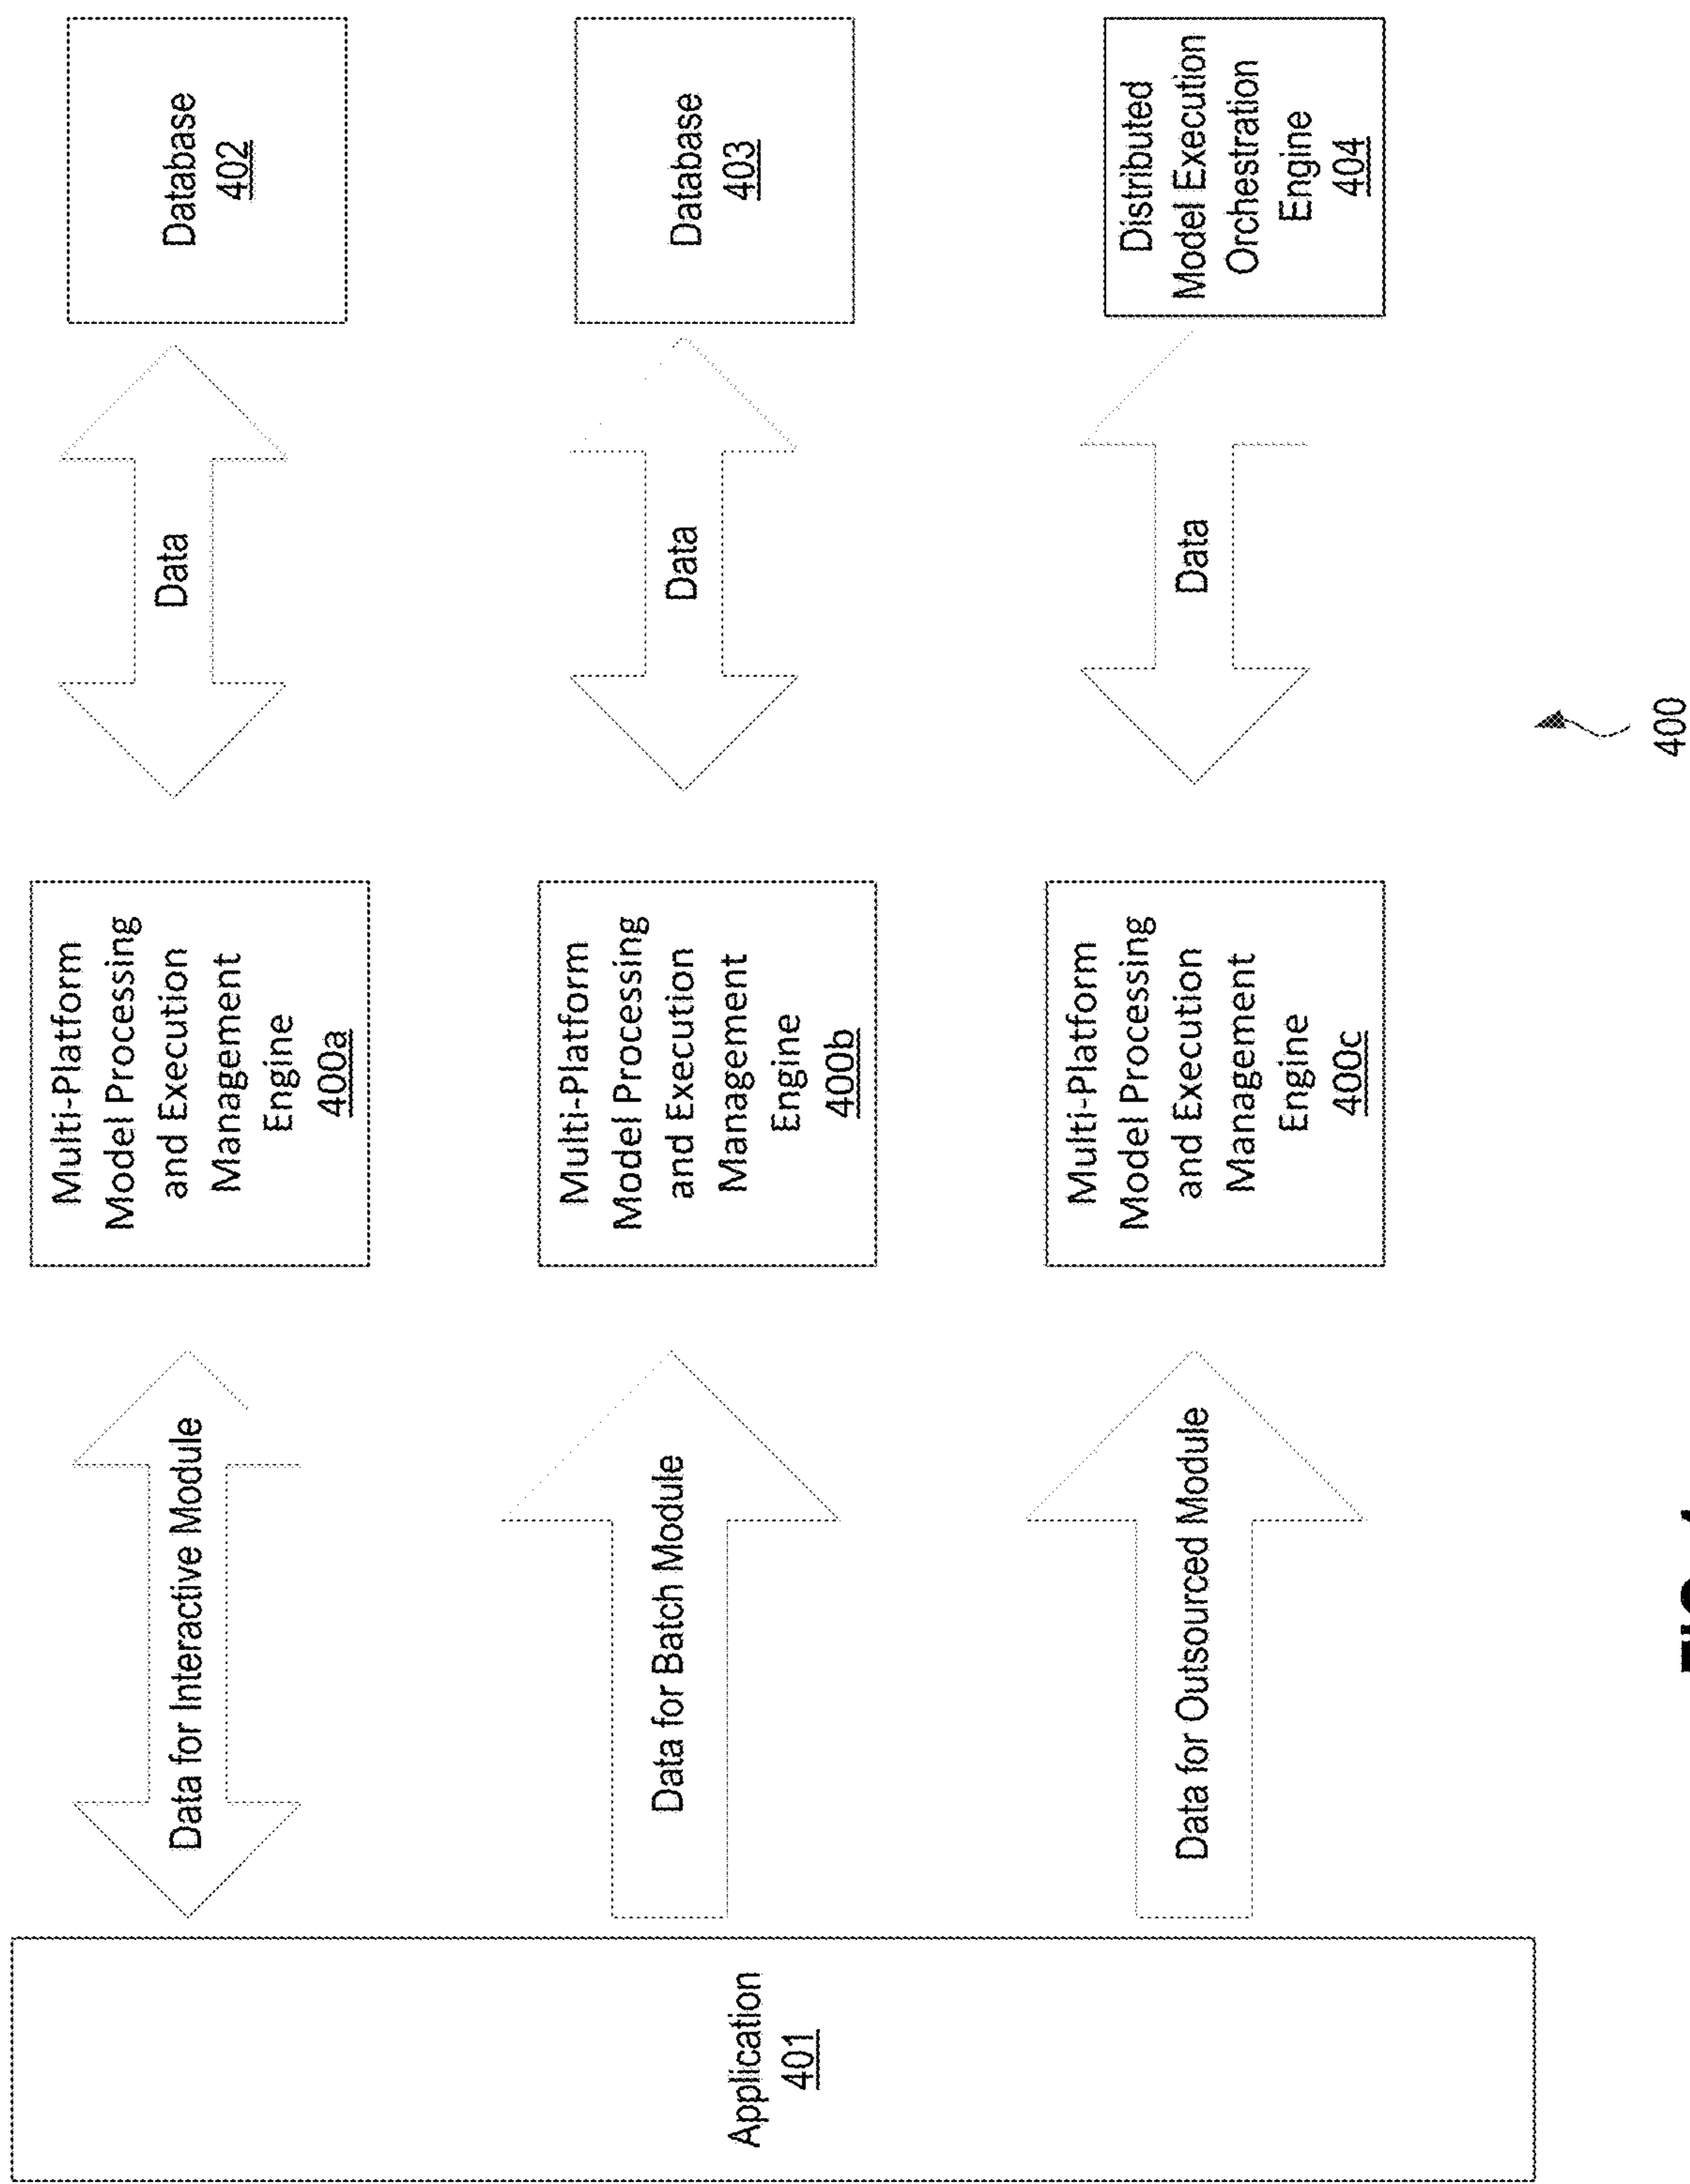 Application
401
Data for Interactive Module
Multi-Platform
Model Processing
and Execution
Management
Engine
400a
Data
Database
402
Data for Batch Module
Multi-Platform
Model Processing
and Execution
Management
Engine
400b
Data
Database
403
Data for Outsourced Module
Multi-Platform
Model Processing
and Execution
Management
Engine
400c
Data
Distributed
Model Execution
Orchestration
Engine
404
400